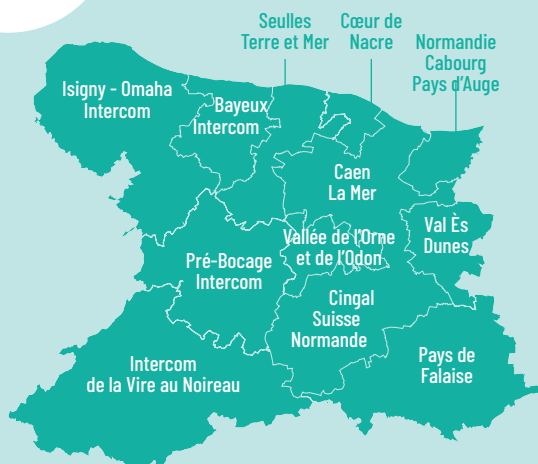 Seulles
Terre et Mer
Cœur de
Nacre
Normandie
Cabourg
Pays d'Auge
Isigny - Omaha
Intercom
Bayeux
Intercom
Caen
La Mer
Vallée de l'Orne
et de l'Odon
Val Ès
Dunes
Pré-Bocage
Intercom
Cingal
Suisse
Normande
Intercom
de la Vire au Noireau
Pays de
Falaise